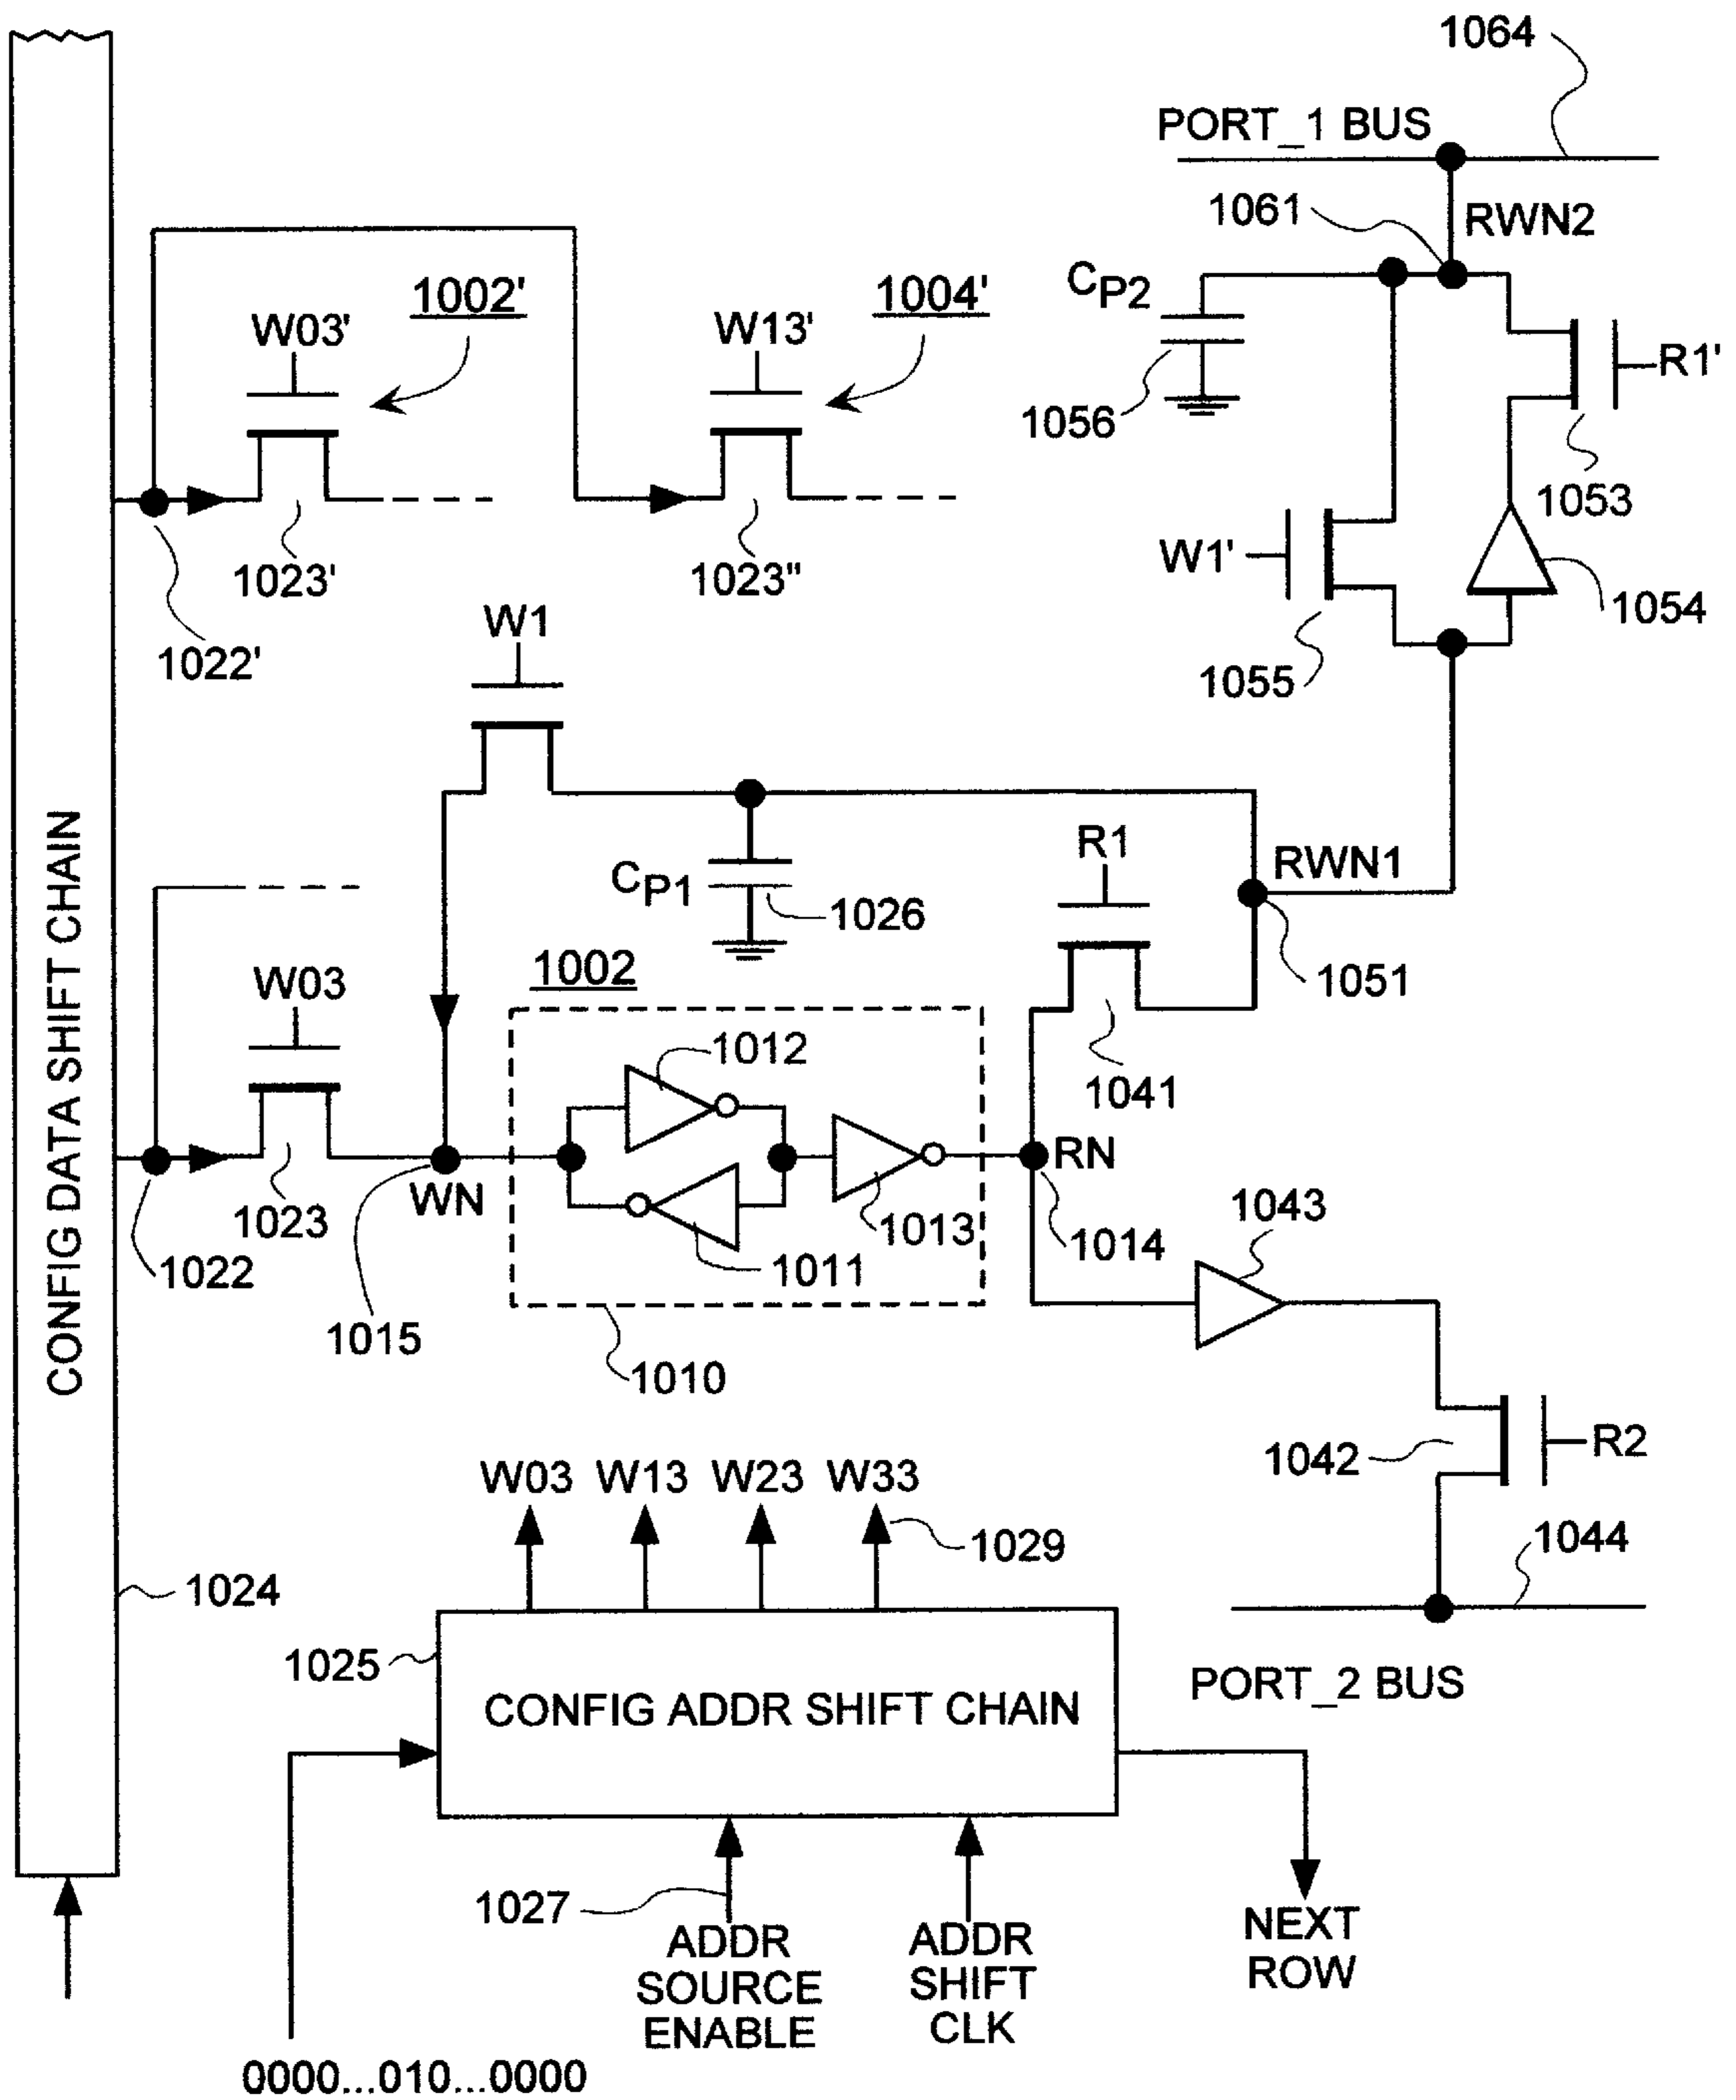 1064
PORT_1 BUS
1061
RWN2
CP2
1002'
1004'
W03'
W13'
R1'
1056
1053
W1'
1023'
1023"
1054
W1
1022'
1055
CONFIG DATA SHIFT CHAIN
R1
RWN1
CP1
1026
1002
1051
W03
1012
1041
RN
WN
1023
1013
1014
1043
1022
1011
1015
1010
1042
R2
W03 W13 W23 W33
1029
1044
1024
1025
PORT_2 BUS
CONFIG ADDR SHIFT CHAIN
1027
ADDR
SOURCE
ENABLE
ADDR
SHIFT
CLK
NEXT
ROW
0000...010...0000